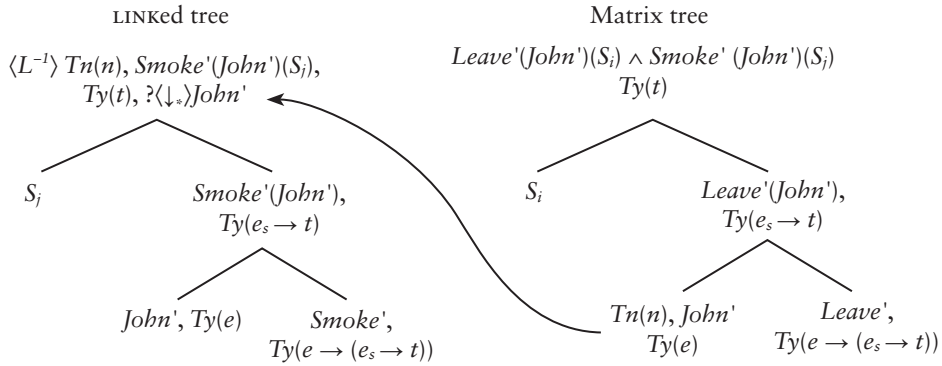 LINKed tree
Matrix tree
⟨L⁻¹⟩ Tn(n), Smoke'(John')(Sⱼ),
Ty(t), ?⟨↓*⟩John'
Leave'(John')(Sᵢ) ∧ Smoke' (John')(Sⱼ)
Ty(t)
Sⱼ
Smoke'(John'),
Ty(eₛ → t)
Sᵢ
Leave'(John'),
Ty(eₛ → t)
John', Ty(e)
Smoke',
Ty(e → (eₛ → t))
Tn(n), John'
Ty(e)
Leave',
Ty(e → (eₛ → t))